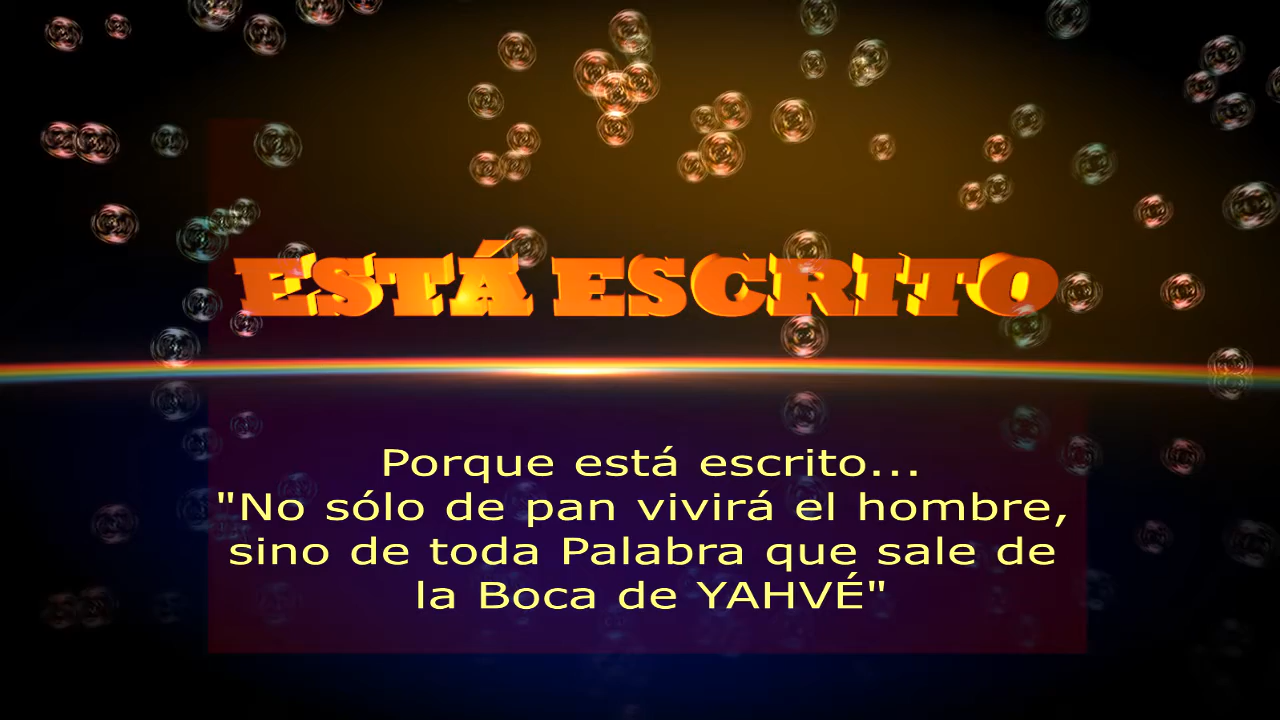 ESTÁ ESCRITO
Porque está escrito...
"No sólo de pan vivirá el hombre,
sino de toda Palabra que sale de
la Boca de YAHVÉ"